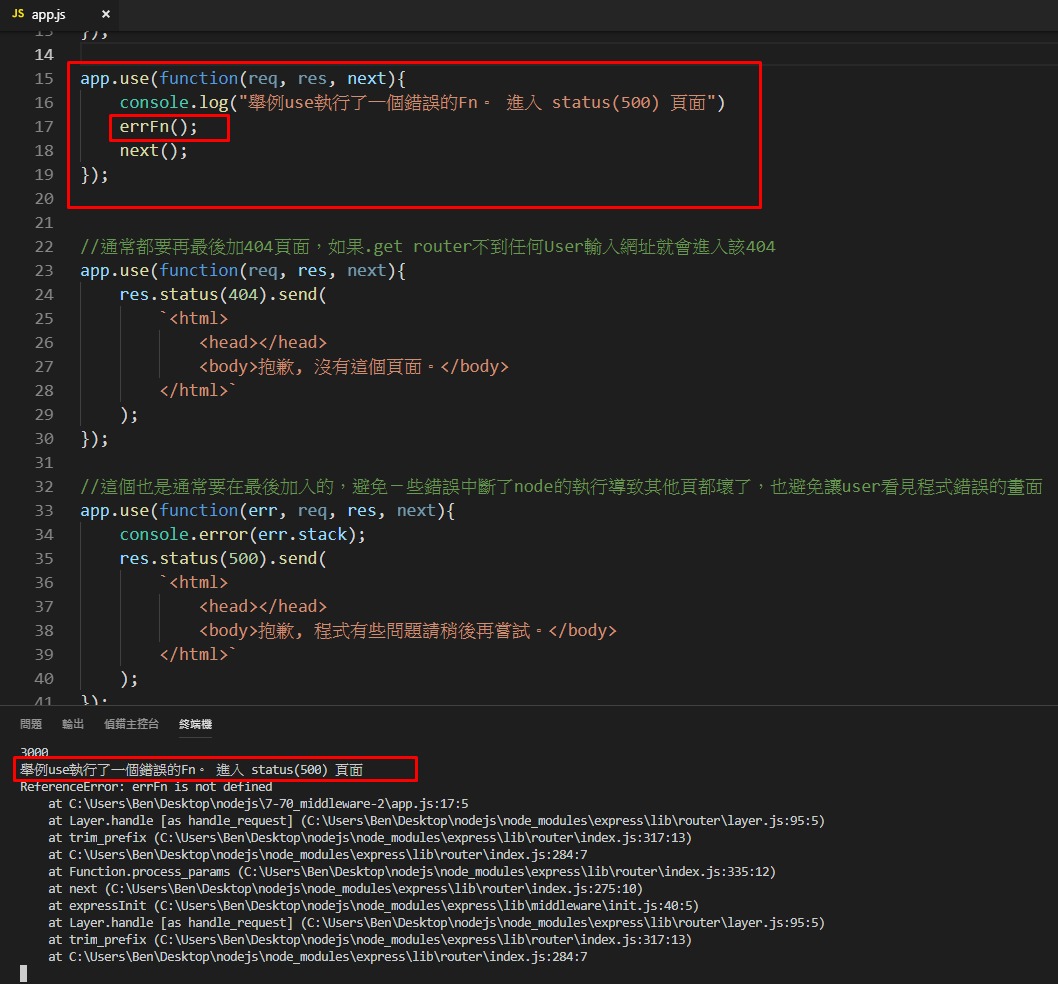 JS app.js ×
13 });
14
15 app.use(function(req, res, next){
16     console.log("舉例use執行了一個錯誤的Fn。 進入 status(500) 頁面")
17     errFn();
18     next();
19 });
20
21
22 //通常都要再最後加404頁面，如果.get router不到任何User輸入網址就會進入該404
23 app.use(function(req, res, next){
24     res.status(404).send(
25         `<html>
26             <head></head>
27             <body>抱歉, 沒有這個頁面。</body>
28         </html>`
29     );
30 });
31
32 //這個也是通常要在最後加入的，避免一些錯誤中斷了node的執行導致其他頁都壞了，也避免讓user看見程式錯誤的畫面
33 app.use(function(err, req, res, next){
34     console.error(err.stack);
35     res.status(500).send(
36         `<html>
37             <head></head>
38             <body>抱歉, 程式有些問題請稍後再嘗試。</body>
39         </html>`
40     );
41 });
問題 輸出 偵錯主控台 終端機
3000
舉例use執行了一個錯誤的Fn。 進入 status(500) 頁面
ReferenceError: errFn is not defined
    at C:\Users\Ben\Desktop\nodejs\7-70_middleware-2\app.js:17:5
    at Layer.handle [as handle_request] (C:\Users\Ben\Desktop\nodejs\node_modules\express\lib\router\layer.js:95:5)
    at trim_prefix (C:\Users\Ben\Desktop\nodejs\node_modules\express\lib\router\index.js:317:13)
    at C:\Users\Ben\Desktop\nodejs\node_modules\express\lib\router\index.js:284:7
    at Function.process_params (C:\Users\Ben\Desktop\nodejs\node_modules\express\lib\router\index.js:335:12)
    at next (C:\Users\Ben\Desktop\nodejs\node_modules\express\lib\router\index.js:275:10)
    at expressInit (C:\Users\Ben\Desktop\nodejs\node_modules\express\lib\middleware\init.js:40:5)
    at Layer.handle [as handle_request] (C:\Users\Ben\Desktop\nodejs\node_modules\express\lib\router\layer.js:95:5)
    at trim_prefix (C:\Users\Ben\Desktop\nodejs\node_modules\express\lib\router\index.js:317:13)
    at C:\Users\Ben\Desktop\nodejs\node_modules\express\lib\router\index.js:284:7